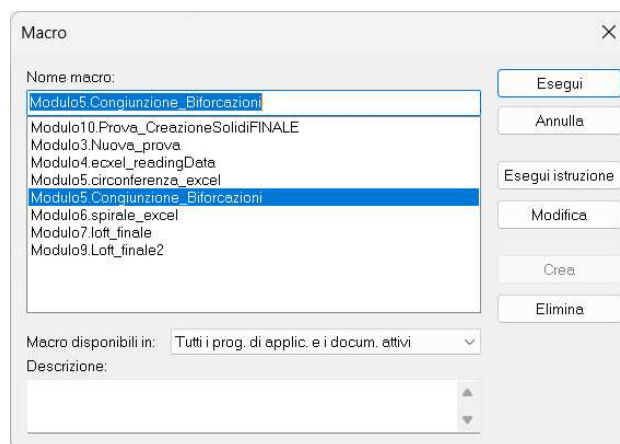 Macro
Nome macro:
Modulo5.Congiunzione_Biforcazioni
Modulo10.Prova_CreazioneSolidiFINALE
Modulo3.Nuova_prova
Modulo4.ecxel_readingData
Modulo5.circonferenza_excel
Modulo5.Congiunzione_Biforcazioni
Modulo6.spirale_excel
Modulo7.loft_finale
Modulo9.Loft_finale2
Esegui
Annulla
Esegui istruzione
Modifica
Crea
Elimina
Macro disponibili in: Tutti i prog. di applic. e i docum. attivi
Descrizione: